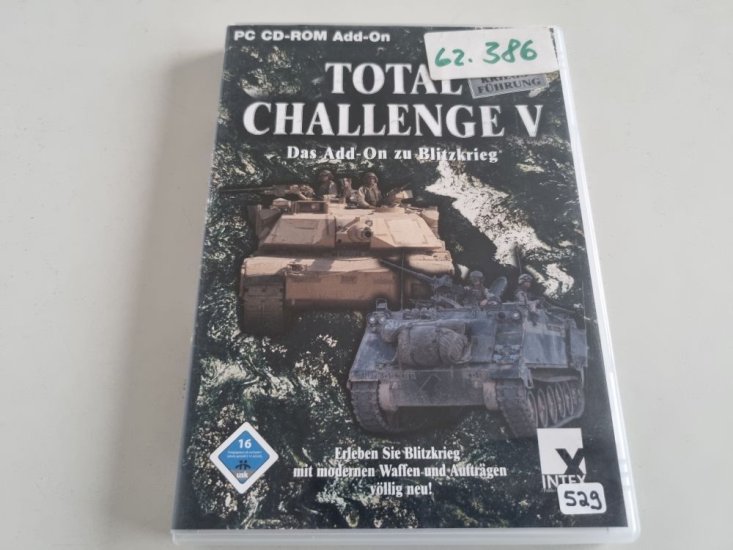 PC CD-ROM Add-On
62.386
TOTAL
FÜHRUNG
CHALLENGE V
Das Add-On zu Blitzkrieg
16
usk
Erleben Sie Blitzkrieg
mit modernen Waffen und Aufträgen
völlig neu!
INTEX
529